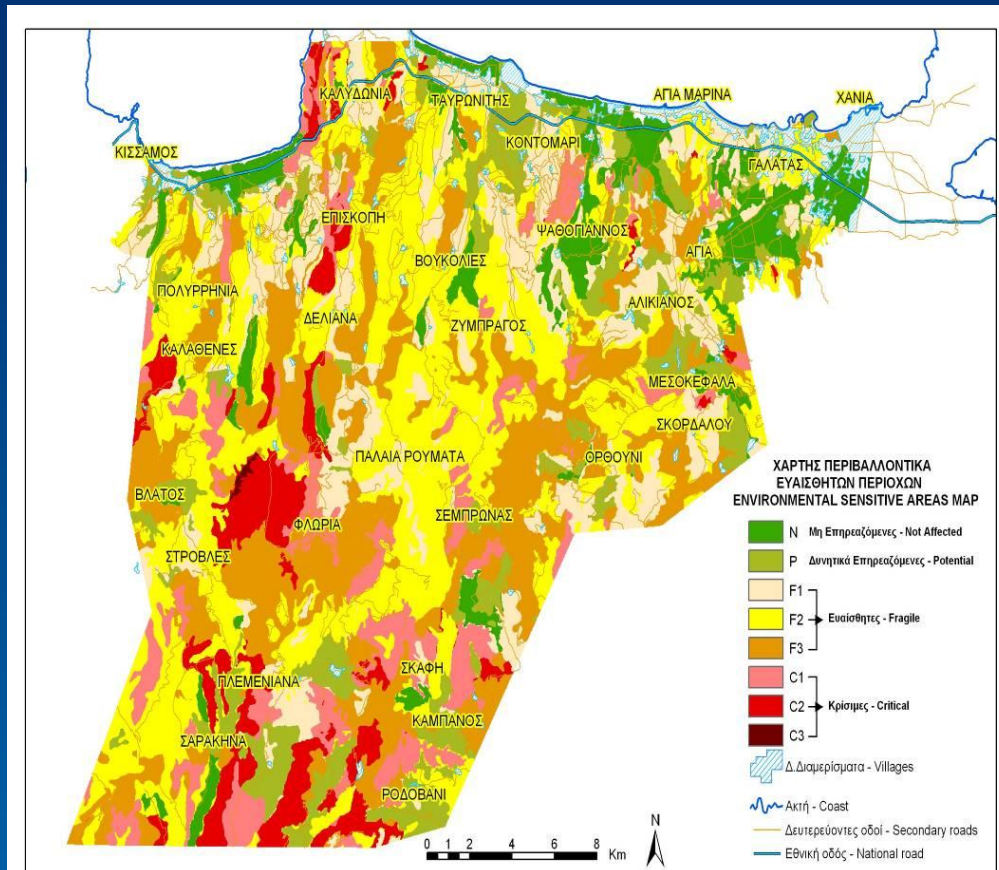 ΚΑΛΥΔΩΝΙΑ
ΤΑΥΡΩΝΙΤΗΣ
ΑΓΙΑ ΜΑΡΙΝΑ
ΧΑΝΙΑ
ΚΙΣΣΑΜΟΣ
ΚΟΝΤΟΜΑΡΙ
ΓΑΛΑΤΑΣ
ΕΠΙΣΚΟΠΗ
ΨΑΘΟΓΙΑΝΝΟΣ
ΑΓΙΑ
ΒΟΥΚΟΛΙΕΣ
ΠΟΛΥΡΡΗΝΙΑ
ΑΛΙΚΙΑΝΟΣ
ΔΕΛΙΑΝΑ
ΖΥΜΠΡΑΓΟΣ
ΚΑΛΑΘΕΝΕΣ
ΜΕΣΟΚΕΦΑΛΑ
ΣΚΟΡΔΑΛΟΥ
ΠΑΛΑΙΑ ΡΟΥΜΑΤΑ
ΟΡΘΟΥΝΙ
ΒΛΑΤΟΣ
ΣΕΜΠΡΩΝΑΣ
ΦΛΩΡΙΑ
ΣΤΡΟΒΛΕΣ
ΣΚΑΦΗ
ΠΛΕΜΕΝΙΑΝΑ
ΚΑΜΠΑΝΟΣ
ΣΑΡΑΚΗΝΑ
ΡΟΔΟΒΑΝΙ
ΧΑΡΤΗΣ ΠΕΡΙΒΑΛΛΟΝΤΙΚΑ
ΕΥΑΙΣΘΗΤΩΝ ΠΕΡΙΟΧΩΝ
ENVIRONMENTAL SENSITIVE AREAS MAP
N Μη Επηρεαζόμενες - Not Affected
P Δυνητικά Επηρεαζόμενες - Potential
F1
F2 Ευαίσθητες - Fragile
F3
C1
C2 Κρίσιμες - Critical
C3
Δ.Διαμερίσματα - Villages
Ακτή - Coast
Δευτερεύοντες οδοί - Secondary roads
Εθνική οδός - National road
0 1 2 4 6 8 Km
N